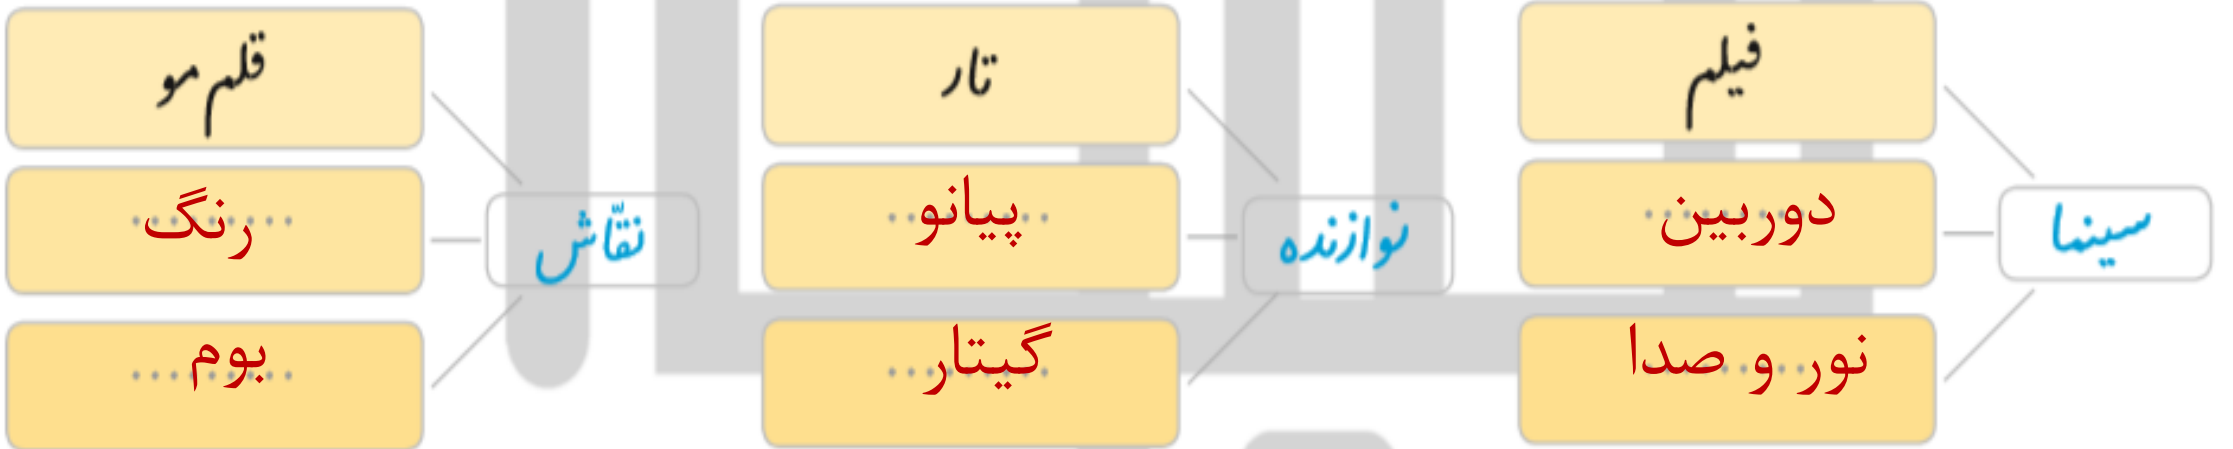 سینما
فیلم
دوربین
نور و صدا
نوازنده
تار
پیانو
گیتار
نقّاش
قلم‌مو
رنگ
بوم